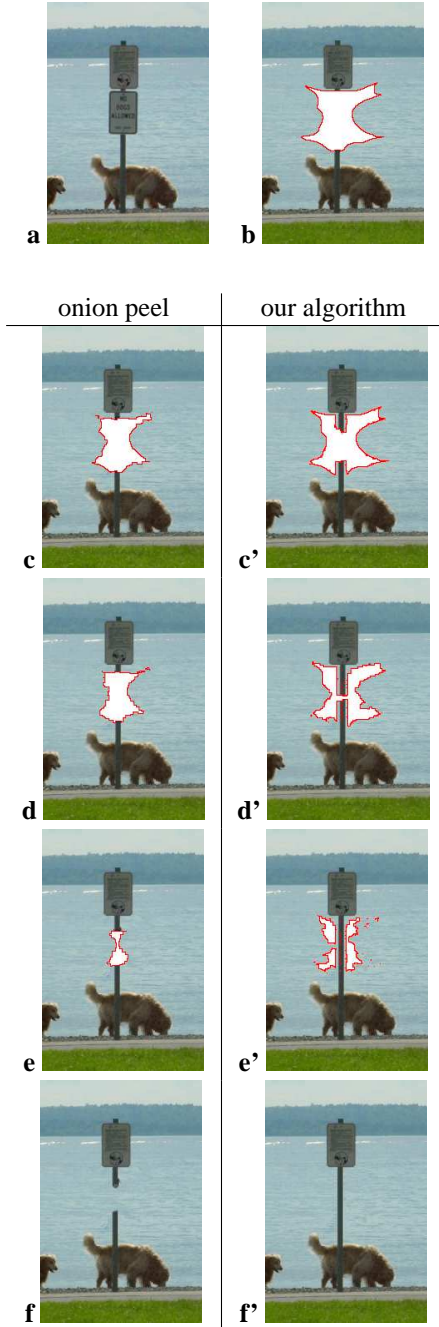 NO
DOGS
ALLOWED
a b
onion peel our algorithm
c c’
d d’
e e’
f f’